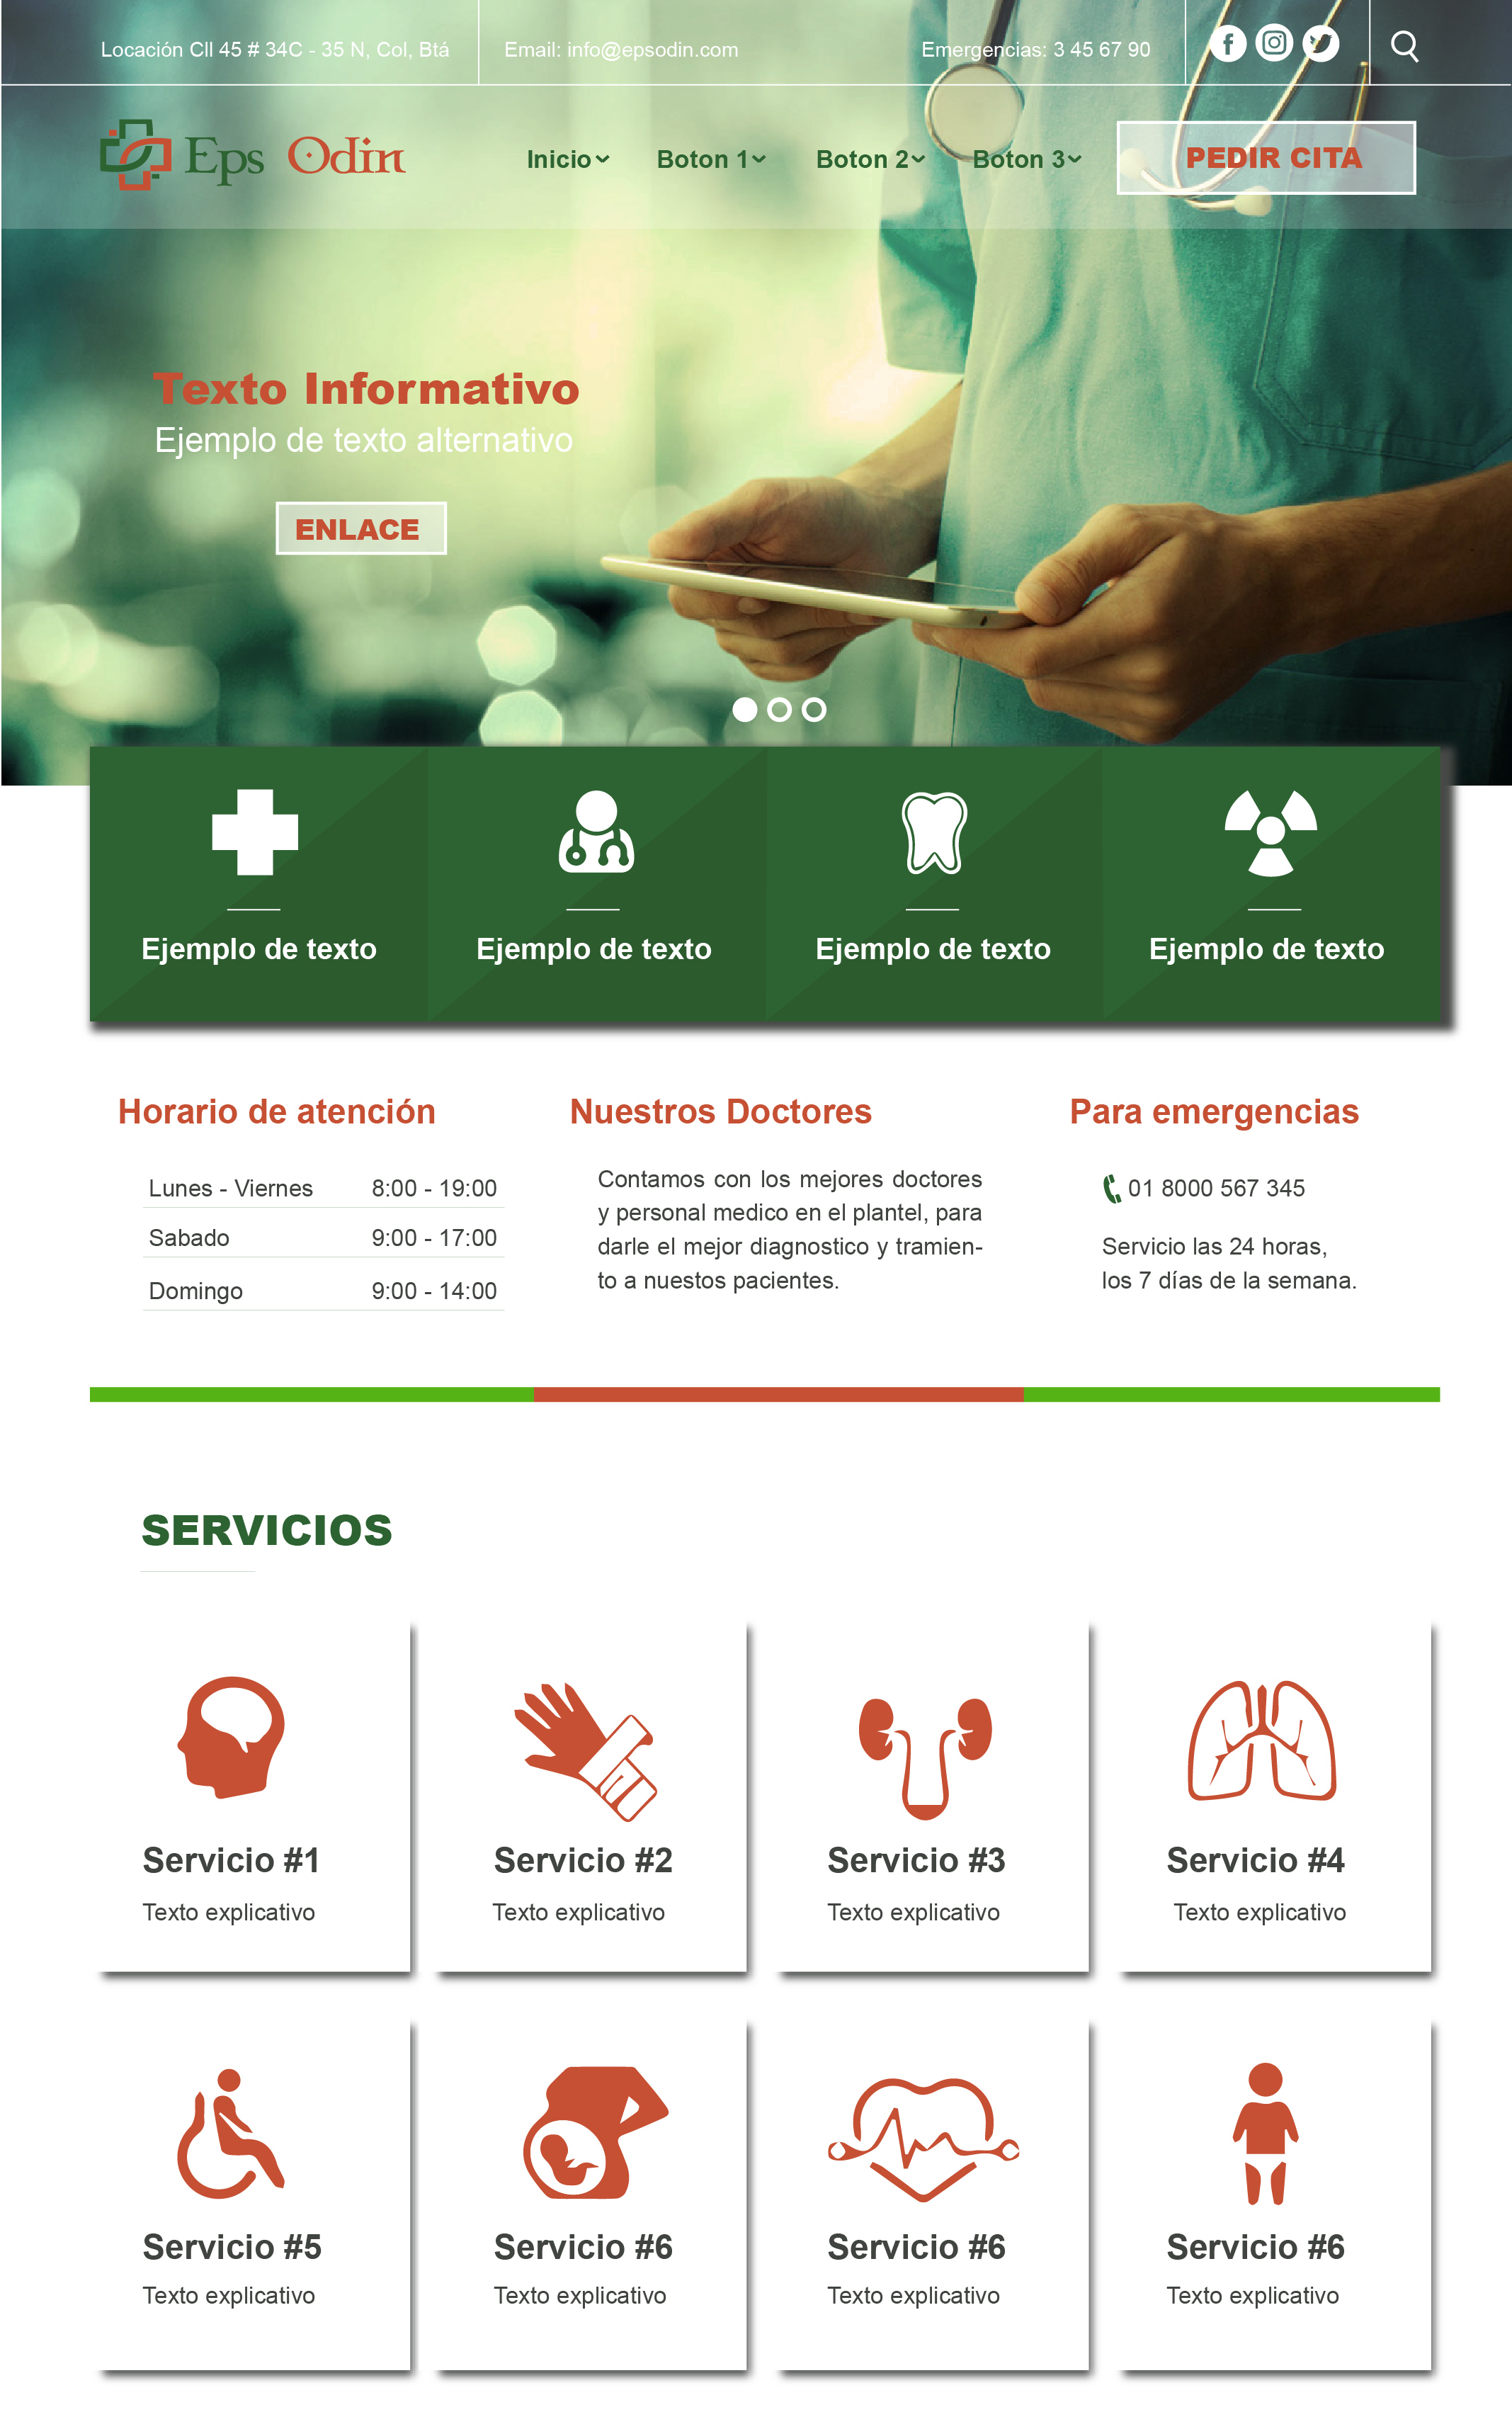 Locación Cll 45 # 34C - 35 N, Col, Btá
Email: info@epsodin.com
Emergencias: 3 45 67 90
Eps Odin
Inicio
Boton 1
Boton 2
Boton 3
PEDIR CITA
Texto Informativo
Ejemplo de texto alternativo
ENLACE
Ejemplo de texto
Ejemplo de texto
Ejemplo de texto
Ejemplo de texto
Horario de atención
Lunes - Viernes 8:00 - 19:00
Sabado 9:00 - 17:00
Domingo 9:00 - 14:00
Nuestros Doctores
Contamos con los mejores doctores
y personal medico en el plantel, para
darle el mejor diagnostico y tramien-
to a nuestos pacientes.
Para emergencias
01 8000 567 345
Servicio las 24 horas,
los 7 días de la semana.
SERVICIOS
Servicio #1
Texto explicativo
Servicio #2
Texto explicativo
Servicio #3
Texto explicativo
Servicio #4
Texto explicativo
Servicio #5
Texto explicativo
Servicio #6
Texto explicativo
Servicio #6
Texto explicativo
Servicio #6
Texto explicativo